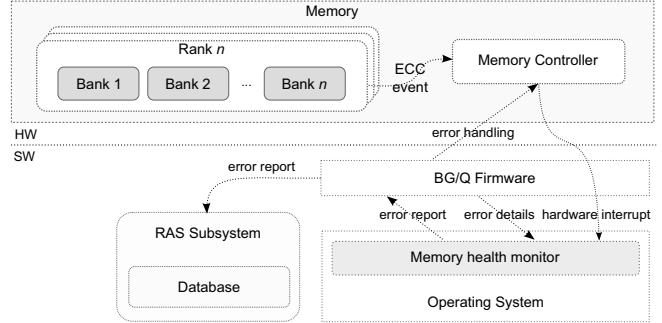 Memory
Rank n
Bank 1
Bank 2
...
Bank n
ECC
event
Memory Controller
HW
SW
error handling
error report
BG/Q Firmware
error report
error details
hardware interrupt
RAS Subsystem
Database
Memory health monitor
Operating System